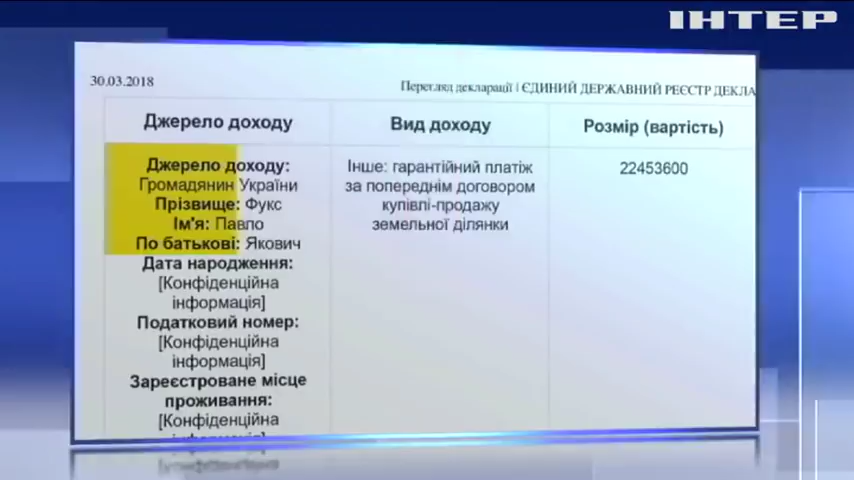 ІНТЕР
30.03.2018
Перегляд декларації | ЄДИНИЙ ДЕРЖАВНИЙ РЕЄСТР ДЕКЛА
Джерело доходу
Вид доходу
Розмір (вартість)
Джерело доходу:
Громадянин України
Прізвище: Фукс
Ім'я: Павло
По батькові: Якович
Дата народження:
[Конфіденційна
інформація]
Податковий номер:
[Конфіденційна
інформація]
Зареєстроване місце
проживання:
[Конфіденційна
Інше: гарантійний платіж
за попереднім договором
купівлі-продажу
земельної ділянки
22453600